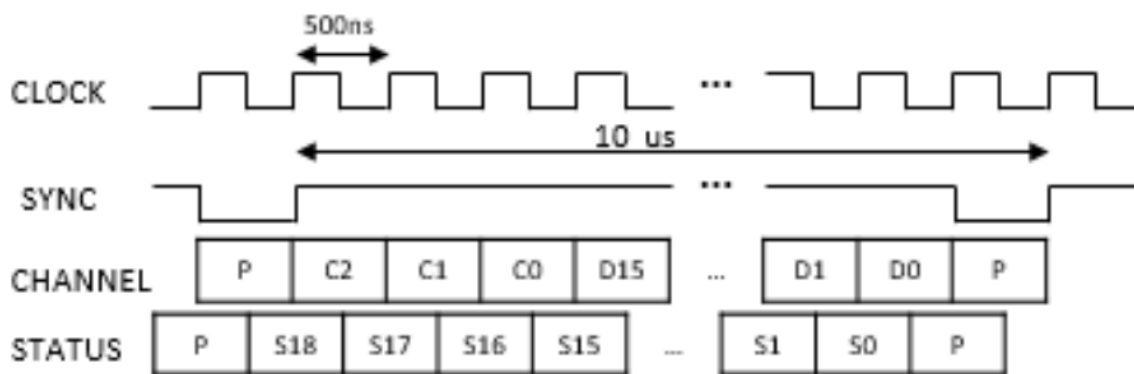 500ns
CLOCK ...
10 us
SYNC ...
CHANNEL P C2 C1 C0 D15 ... D1 D0 P
STATUS P S18 S17 S16 S15 ... S1 S0 P